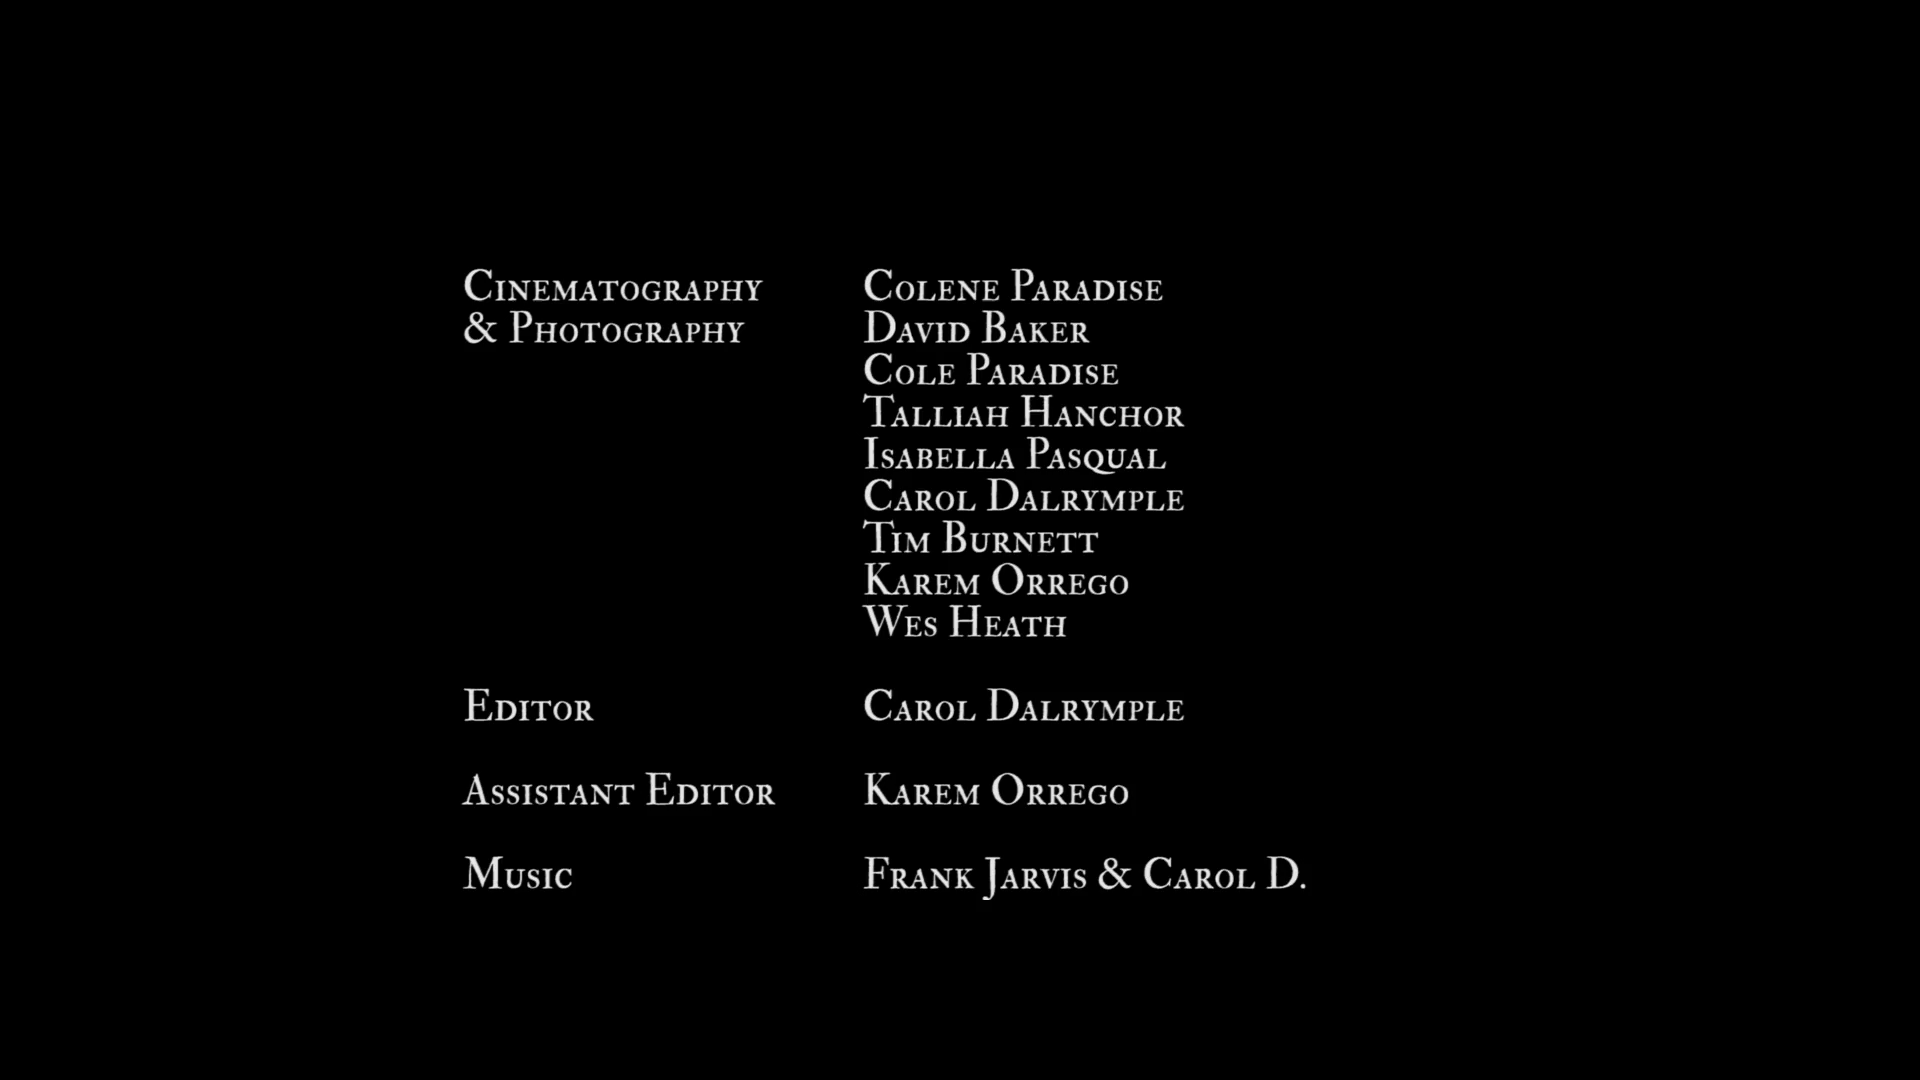 Cinematography Colene Paradise
& Photography David Baker
Cole Paradise
Talliah Hanchor
Isabella Pasqual
Carol Dalrymple
Tim Burnett
Karem Orrego
Wes Heath
Editor Carol Dalrymple
Assistant Editor Karem Orrego
Music Frank Jarvis & Carol D.